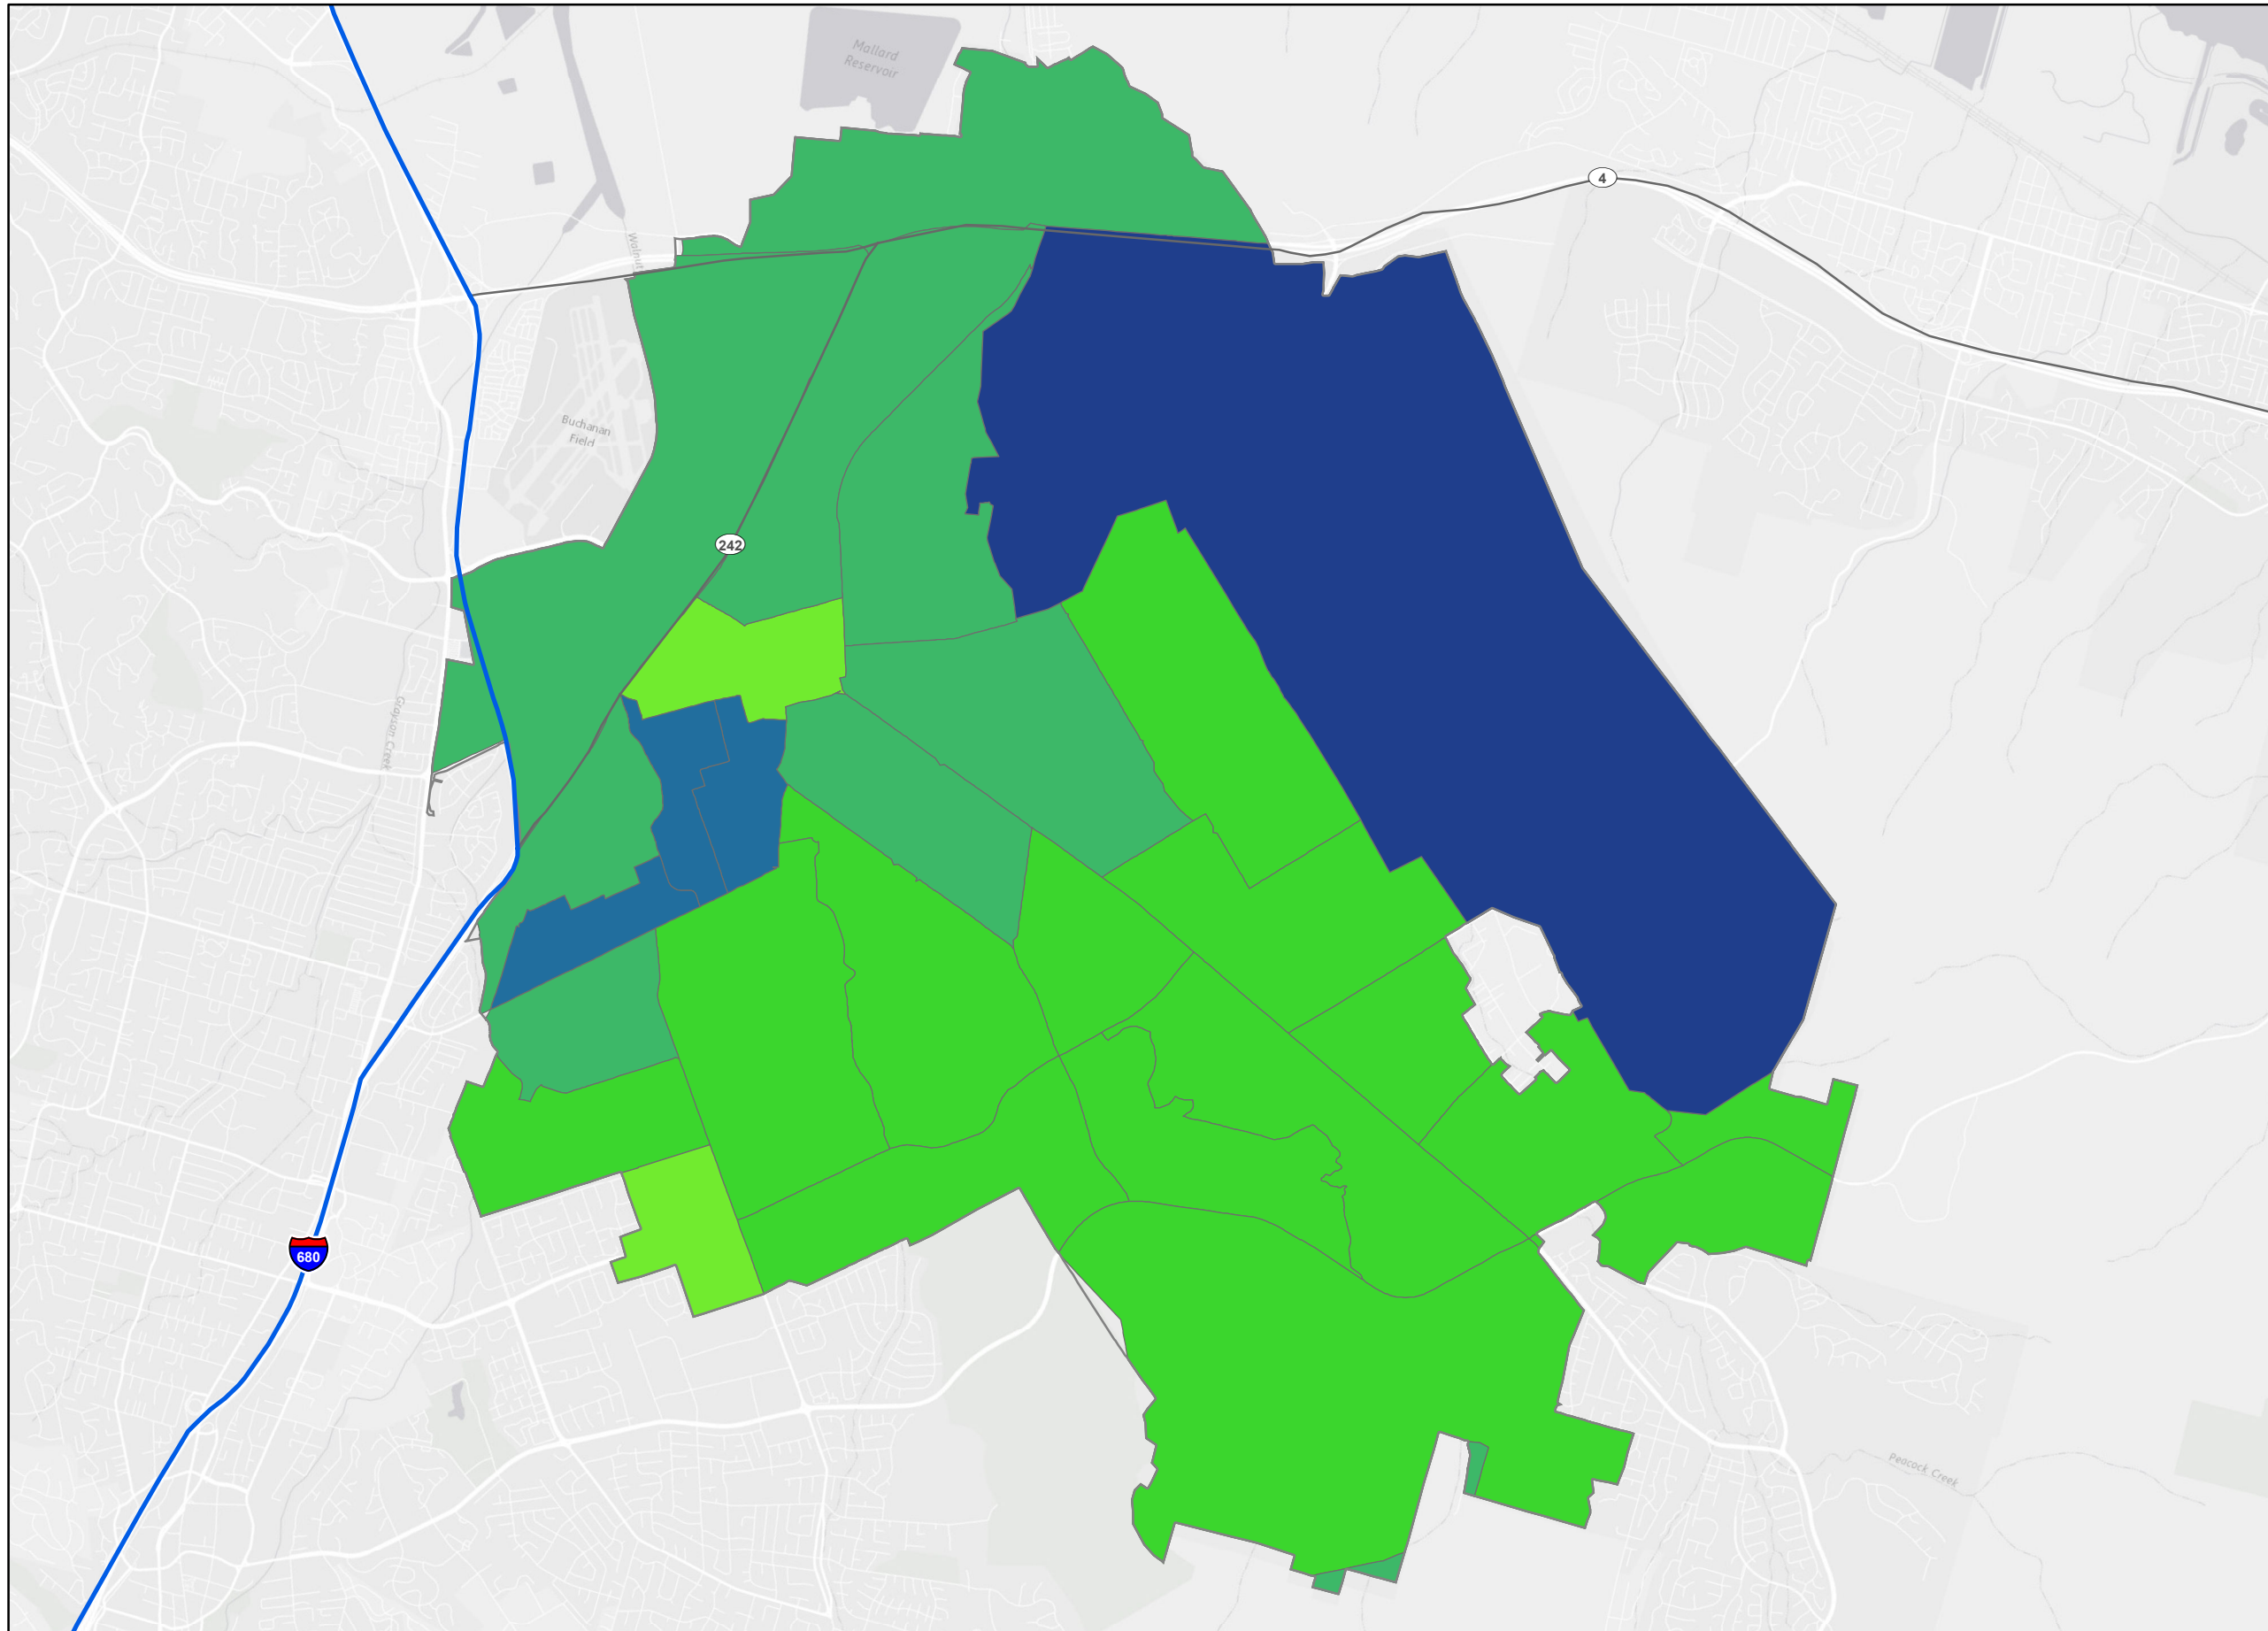 Mallard
Reservoir
4
Walnut
Buchanan
Field
242
Grayson Creek
680
Peacock Creek